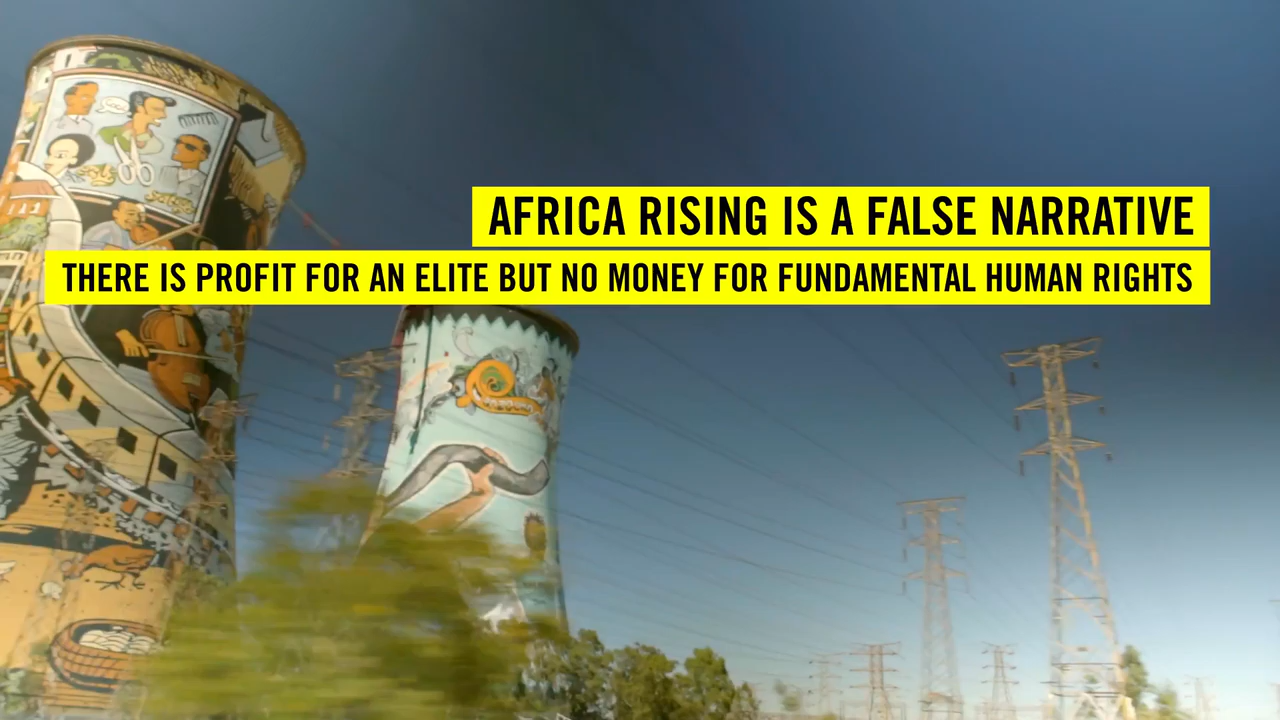 AFRICA RISING IS A FALSE NARRATIVE
THERE IS PROFIT FOR AN ELITE BUT NO MONEY FOR FUNDAMENTAL HUMAN RIGHTS